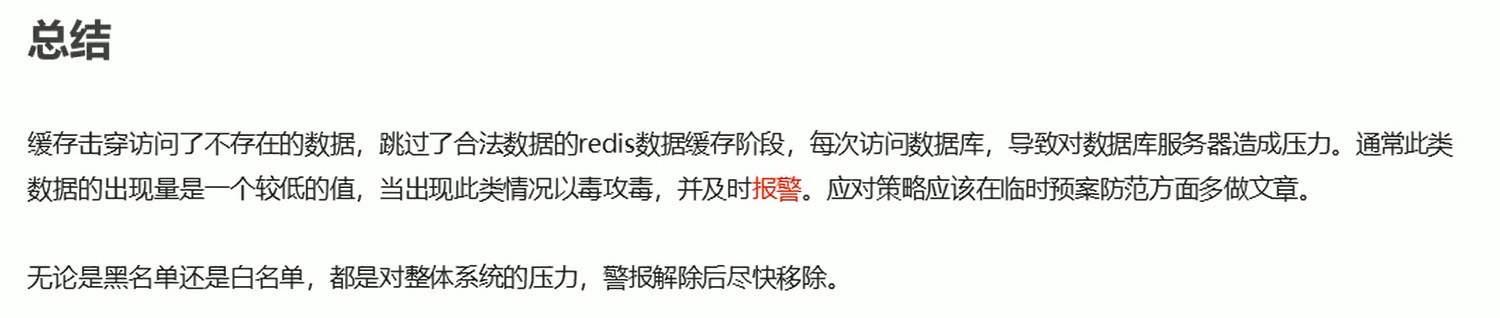 总结
缓存击穿访问了不存在的数据，跳过了合法数据的redis数据缓存阶段，每次访问数据库，导致对数据库服务器造成压力。通常此类
数据的出现量是一个较低的值，当出现此类情况以毒攻毒，并及时报警。应对策略应该在临时预案防范方面多做文章。
无论是黑名单还是白名单，都是对整体系统的压力，警报解除后尽快移除。